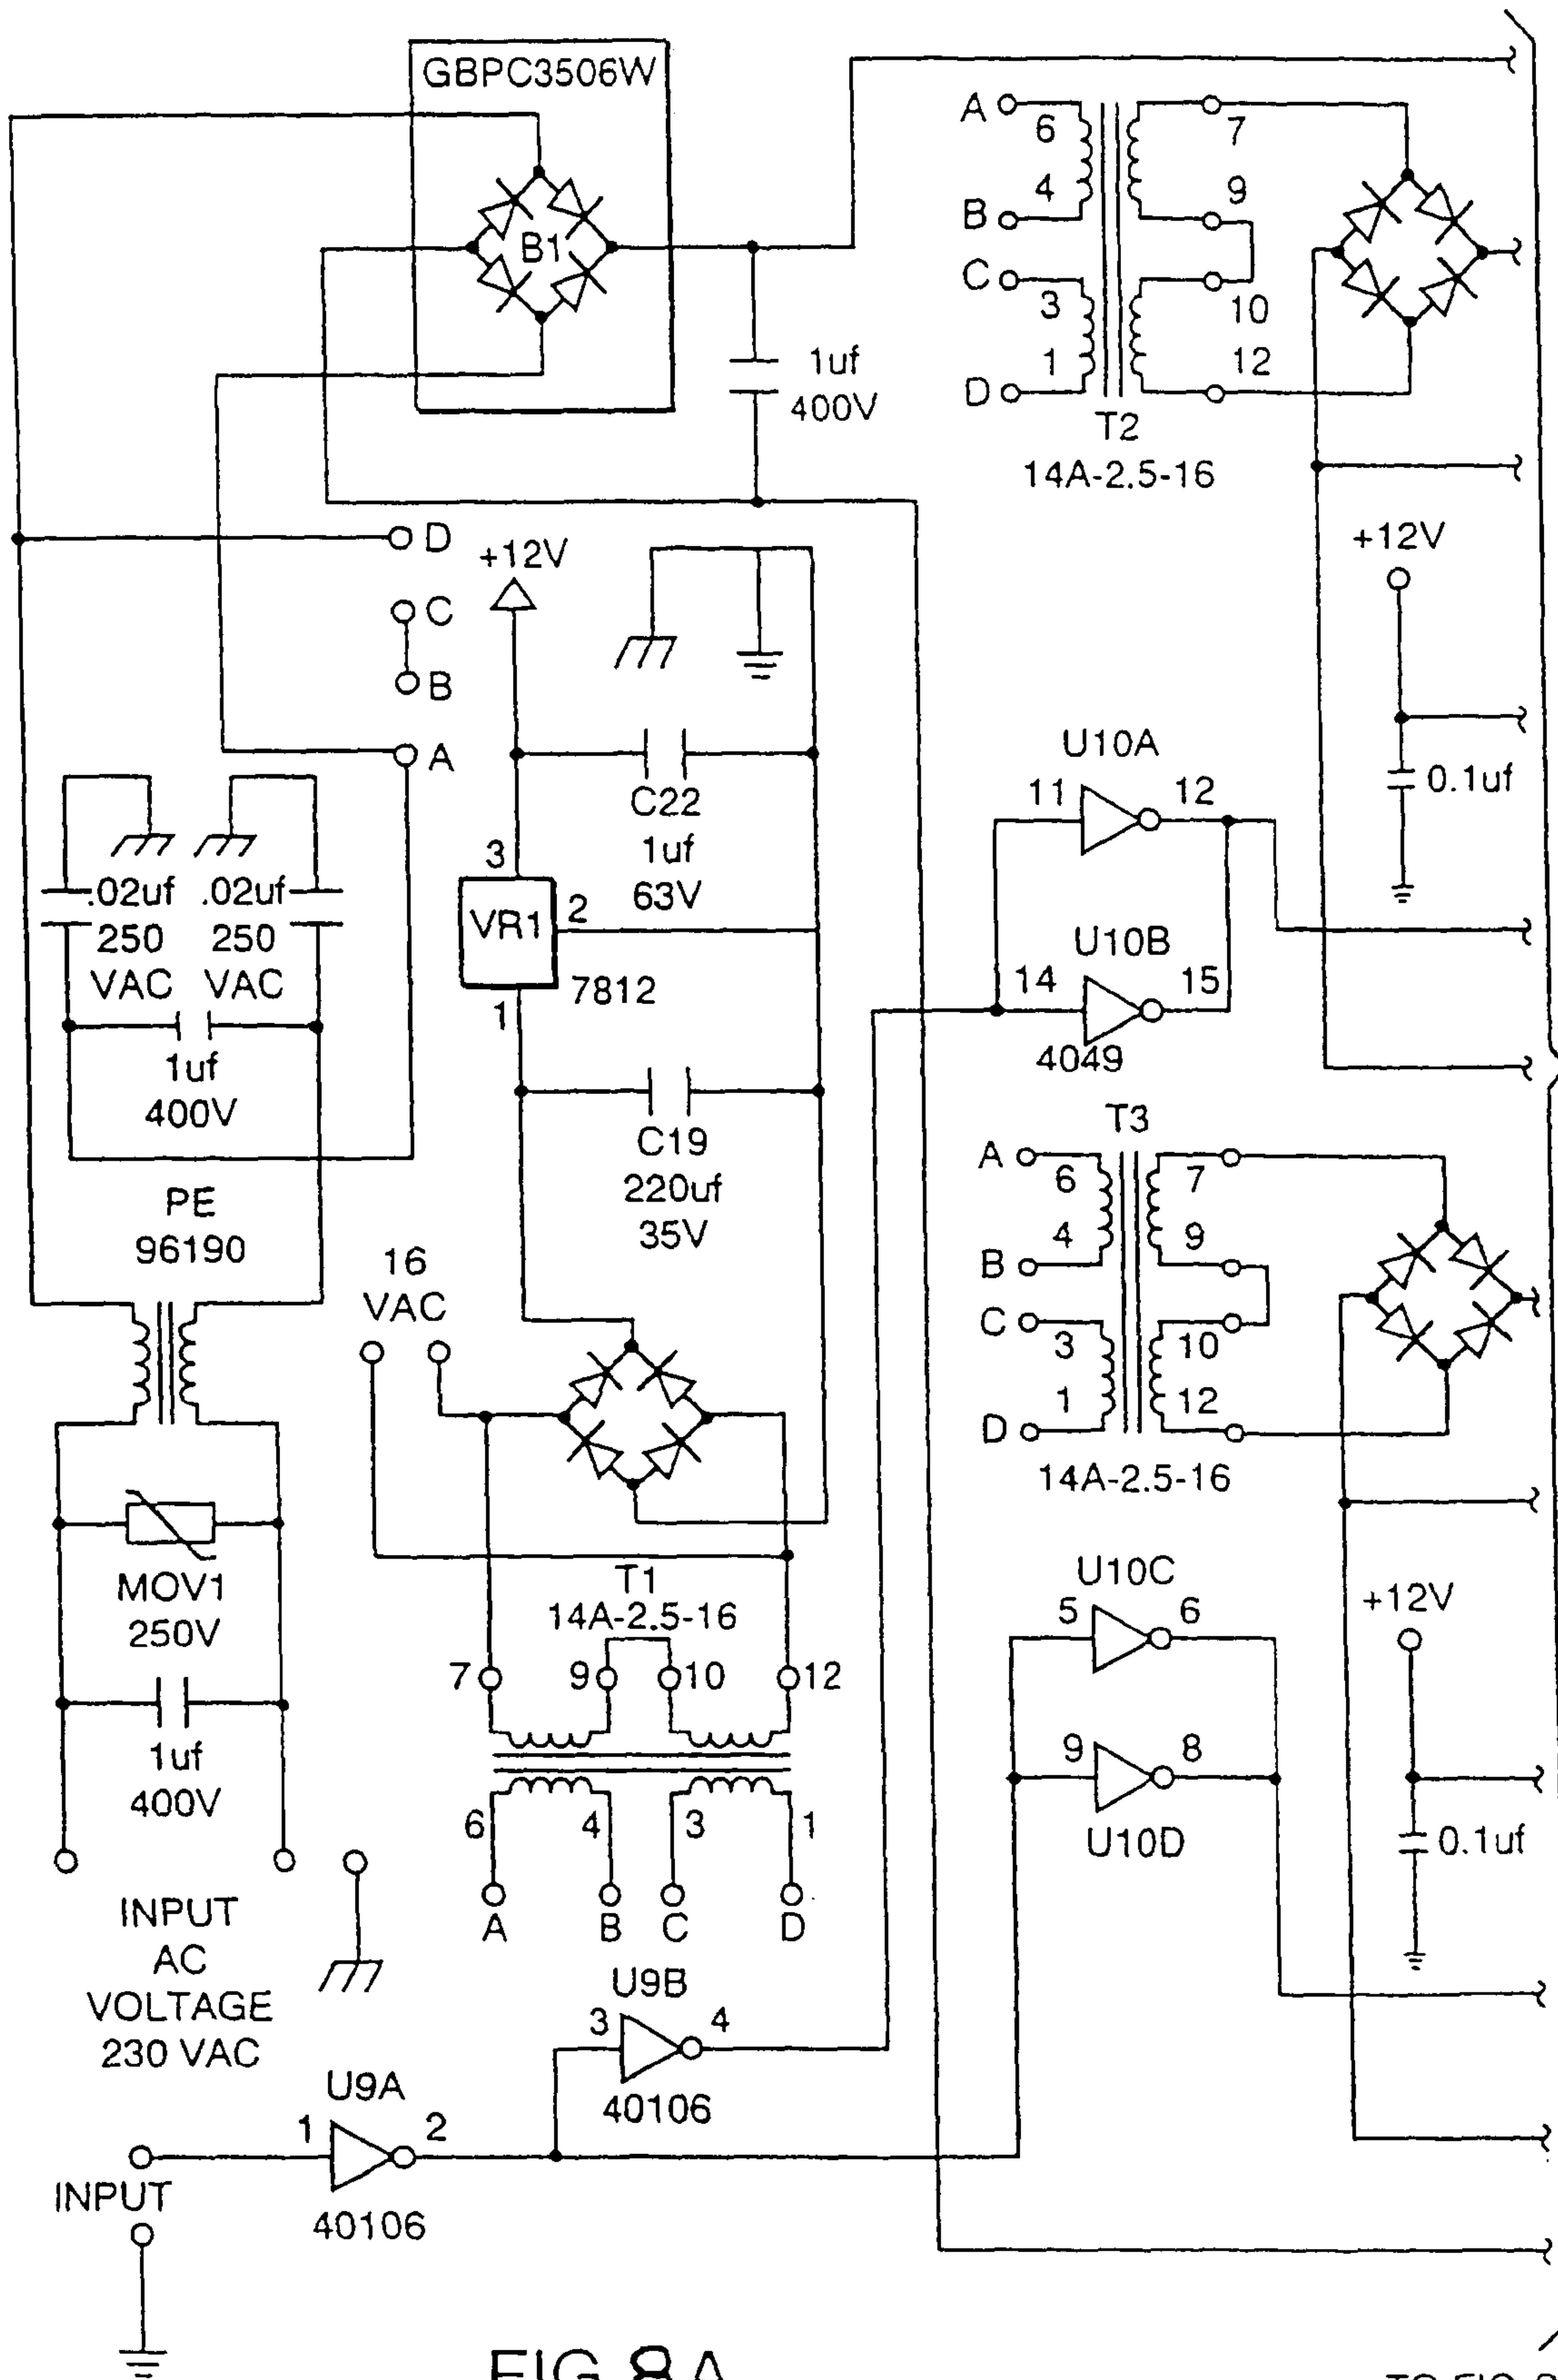 GBPC3506W
B1
1uf
400V
A
6
4
B
C
3
1
D
7
9
10
12
T2
14A-2.5-16
D
C
B
A
+12V
C22
1uf
63V
3
VR1
2
7812
1
C19
220uf
35V
.02uf
250
VAC
.02uf
250
VAC
1uf
400V
PE
96190
16
VAC
MOV1
250V
1uf
400V
INPUT
AC
VOLTAGE
230 VAC
T1
14A-2.5-16
7
9
10
12
6
4
3
1
A
B
C
D
+12V
0.1uf
U10A
11
12
U10B
14
15
4049
T3
A
6
4
B
C
3
1
D
7
9
10
12
14A-2.5-16
U10C
5
6
9
8
U10D
+12V
0.1uf
U9B
3
4
40106
U9A
1
2
40106
INPUT
FIG.8A